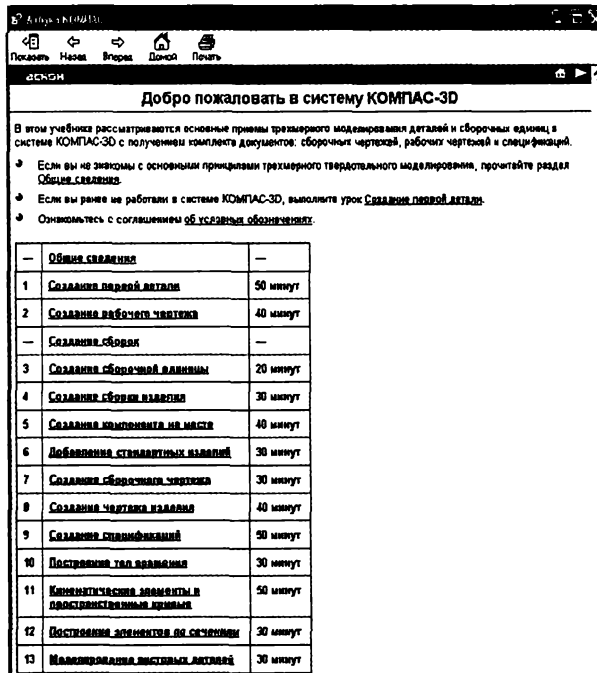 Азбука КОМПАС
Показать Назад Вперед Домой Печать
аскон
Добро пожаловать в систему КОМПАС-3D
В этом учебнике рассматриваются основные приемы трехмерного моделирования деталей и сборочных единиц в
системе КОМПАС-3D с получением комплекта документов: сборочных чертежей, рабочих чертежей и спецификаций.
Если вы не знакомы с основными принципами трехмерного твердотельного моделирования, прочитайте раздел
Общие сведения.
Если вы ранее не работали в системе КОМПАС-3D, выполните урок Создание первой детали.
Ознакомьтесь с соглашением об условных обозначениях.
— Общие сведения —
1 Создание первой детали 50 минут
2 Создание рабочего чертежа 40 минут
— Создание сборок —
3 Создание сборочной единицы 20 минут
4 Создание сборки изделия 30 минут
5 Создание компонента на месте 40 минут
6 Добавление стандартных изделий 30 минут
7 Создание сборочного чертежа 30 минут
8 Создание чертежа изделия 40 минут
9 Создание спецификаций 50 минут
10 Построение тел вращения 30 минут
11 Кинематические элементы и 50 минут
пространственные кривые
12 Построение элементов по сечениям 30 минут
13 Моделирование листовых деталей 30 минут